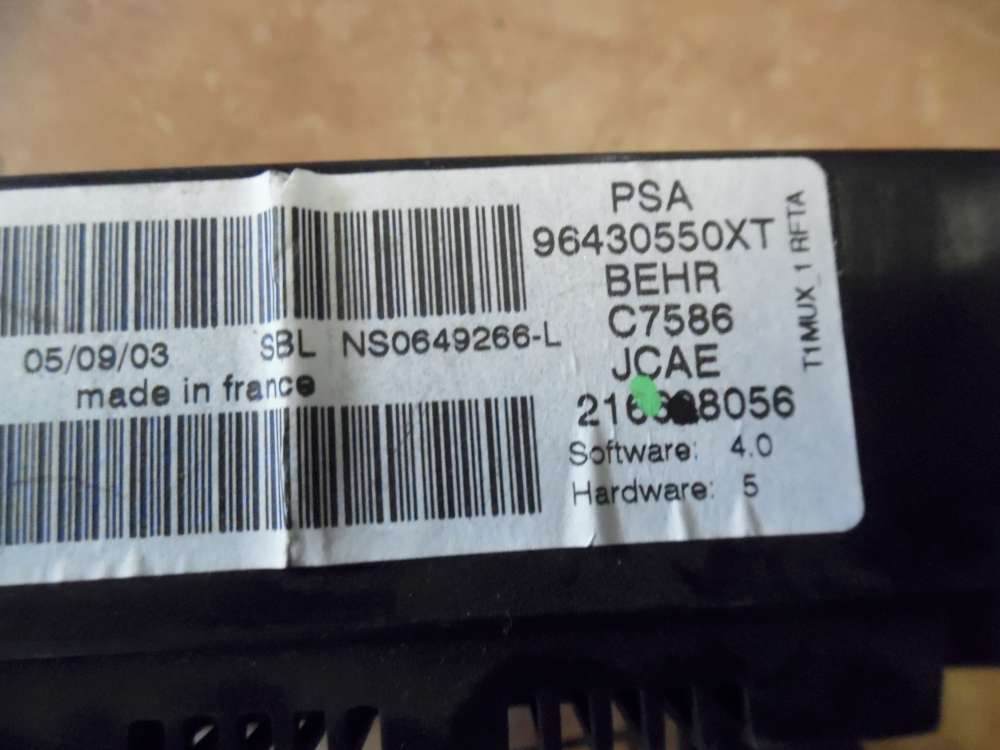 PSA
96430550XT
BEHR
C7586
JCAE
Software: 4.0
Hardware: 5
T1MUX_1 RFTA
05/09/03 SBL NS0649266-L
made in france